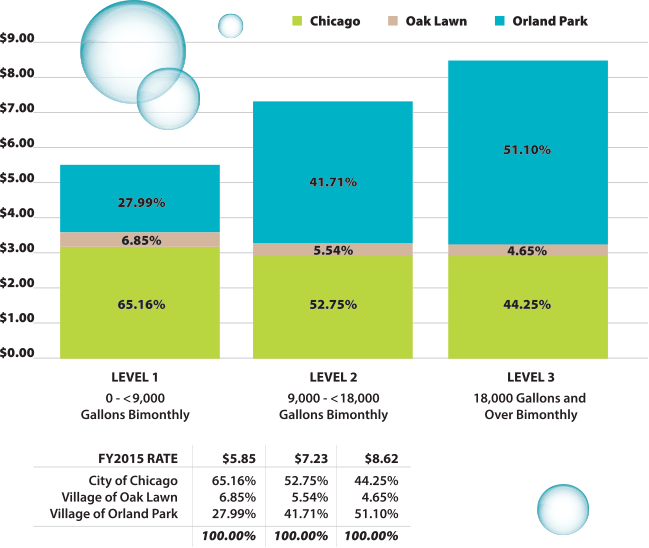 Chicago Oak Lawn Orland Park
$9.00
$8.00
$7.00
$6.00
$5.00
$4.00
$3.00
$2.00
$1.00
$0.00
27.99%
6.85%
65.16%
41.71%
5.54%
52.75%
51.10%
4.65%
44.25%
LEVEL 1
0 - <9,000
Gallons Bimonthly
LEVEL 2
9,000 - <18,000
Gallons Bimonthly
LEVEL 3
18,000 Gallons and
Over Bimonthly
FY2015 RATE $5.85 $7.23 $8.62
City of Chicago 65.16% 52.75% 44.25%
Village of Oak Lawn 6.85% 5.54% 4.65%
Village of Orland Park 27.99% 41.71% 51.10%
100.00% 100.00% 100.00%